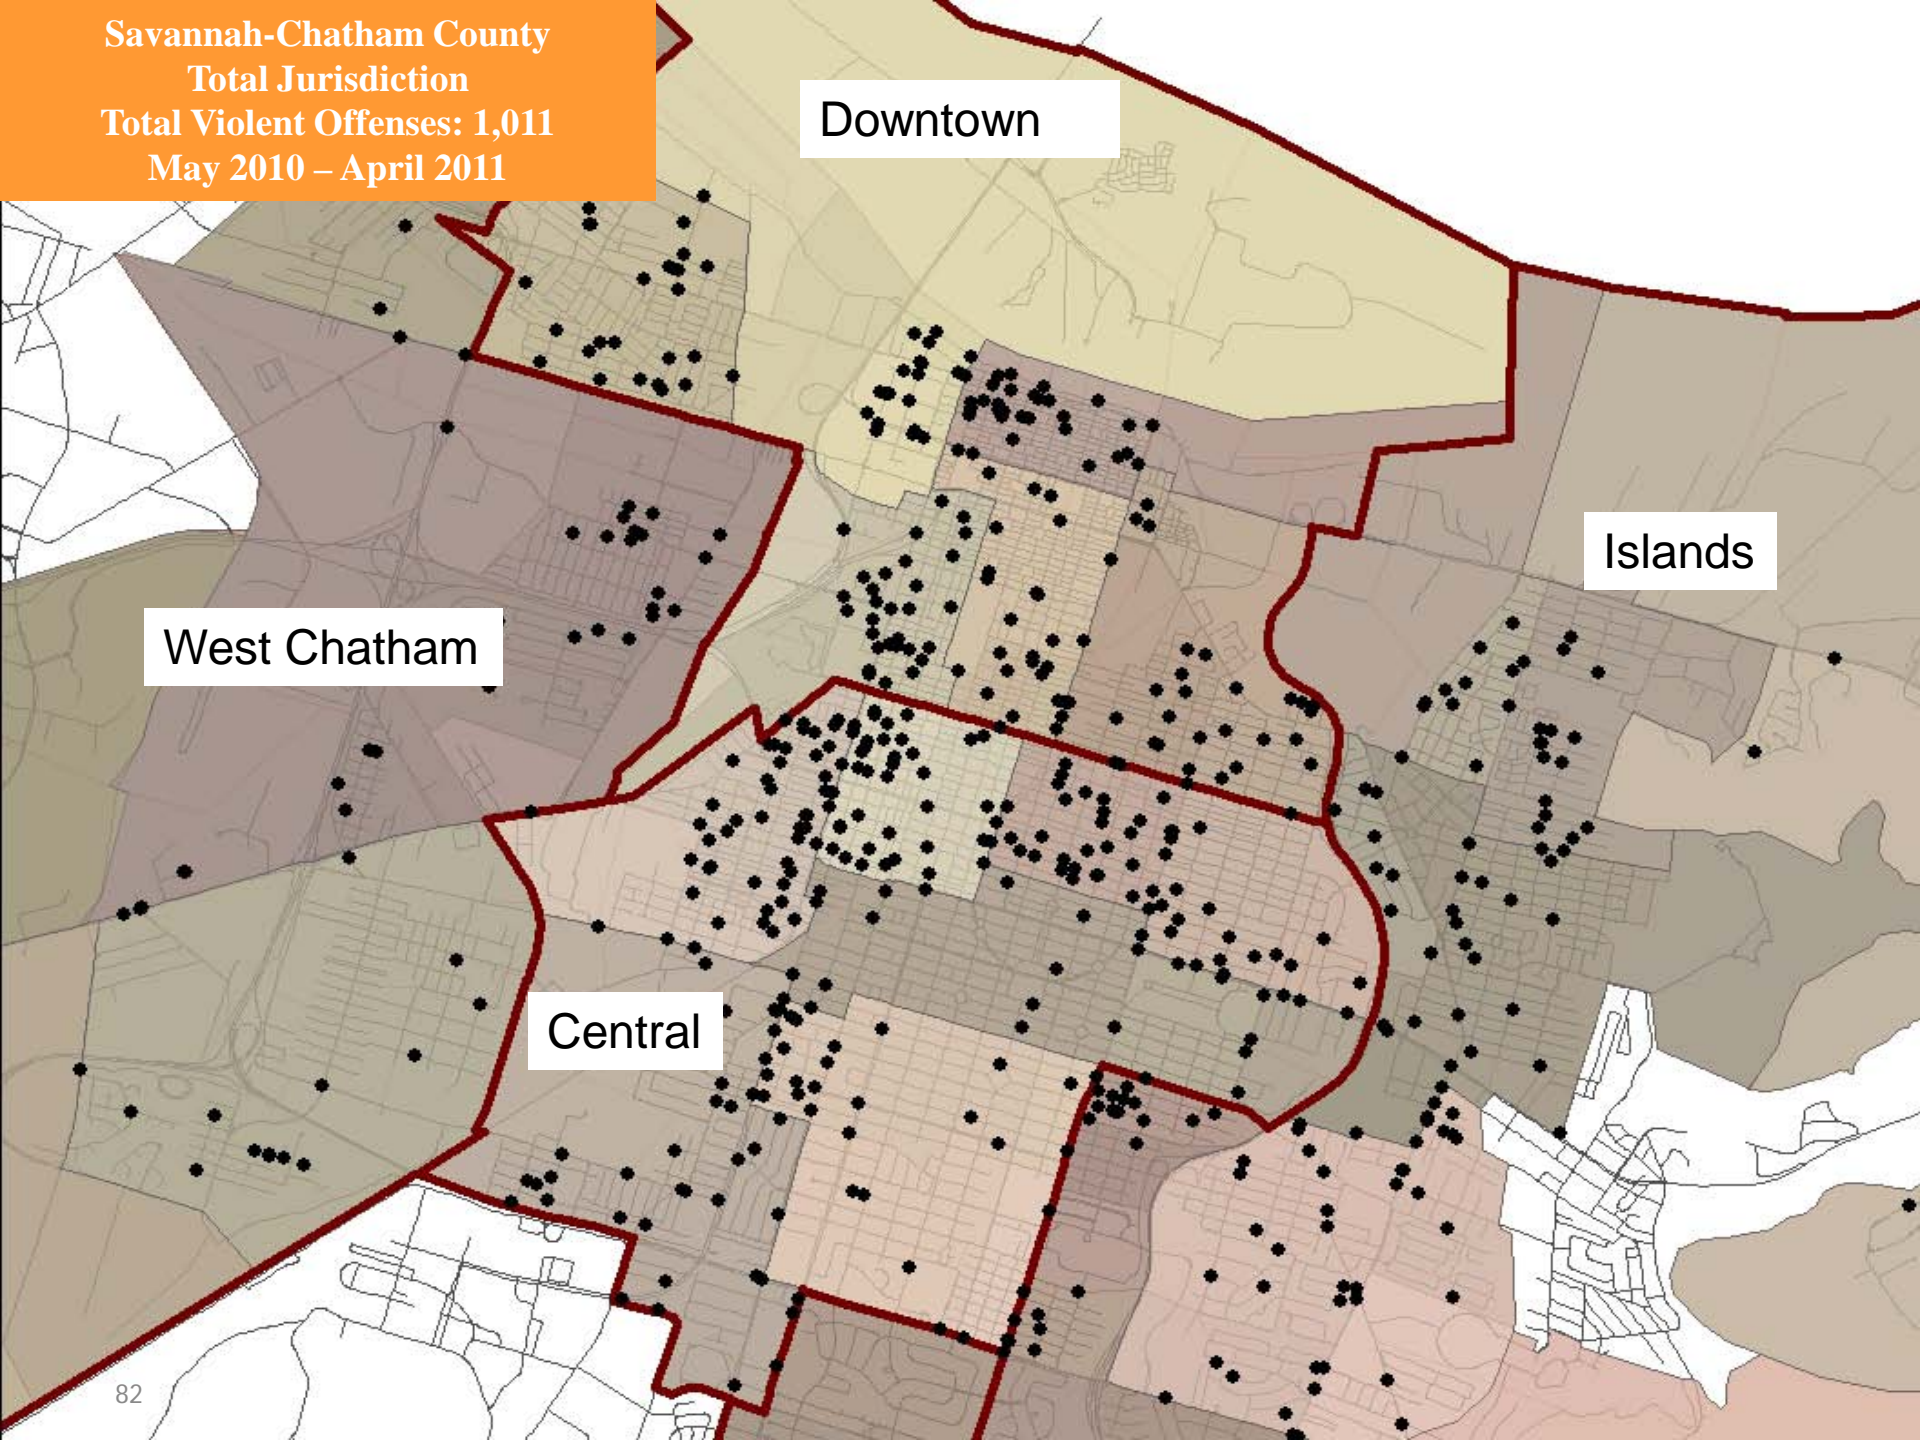 Savannah-Chatham County
Total Jurisdiction
Total Violent Offenses: 1,011
May 2010 – April 2011
Downtown
Islands
West Chatham
Central
82